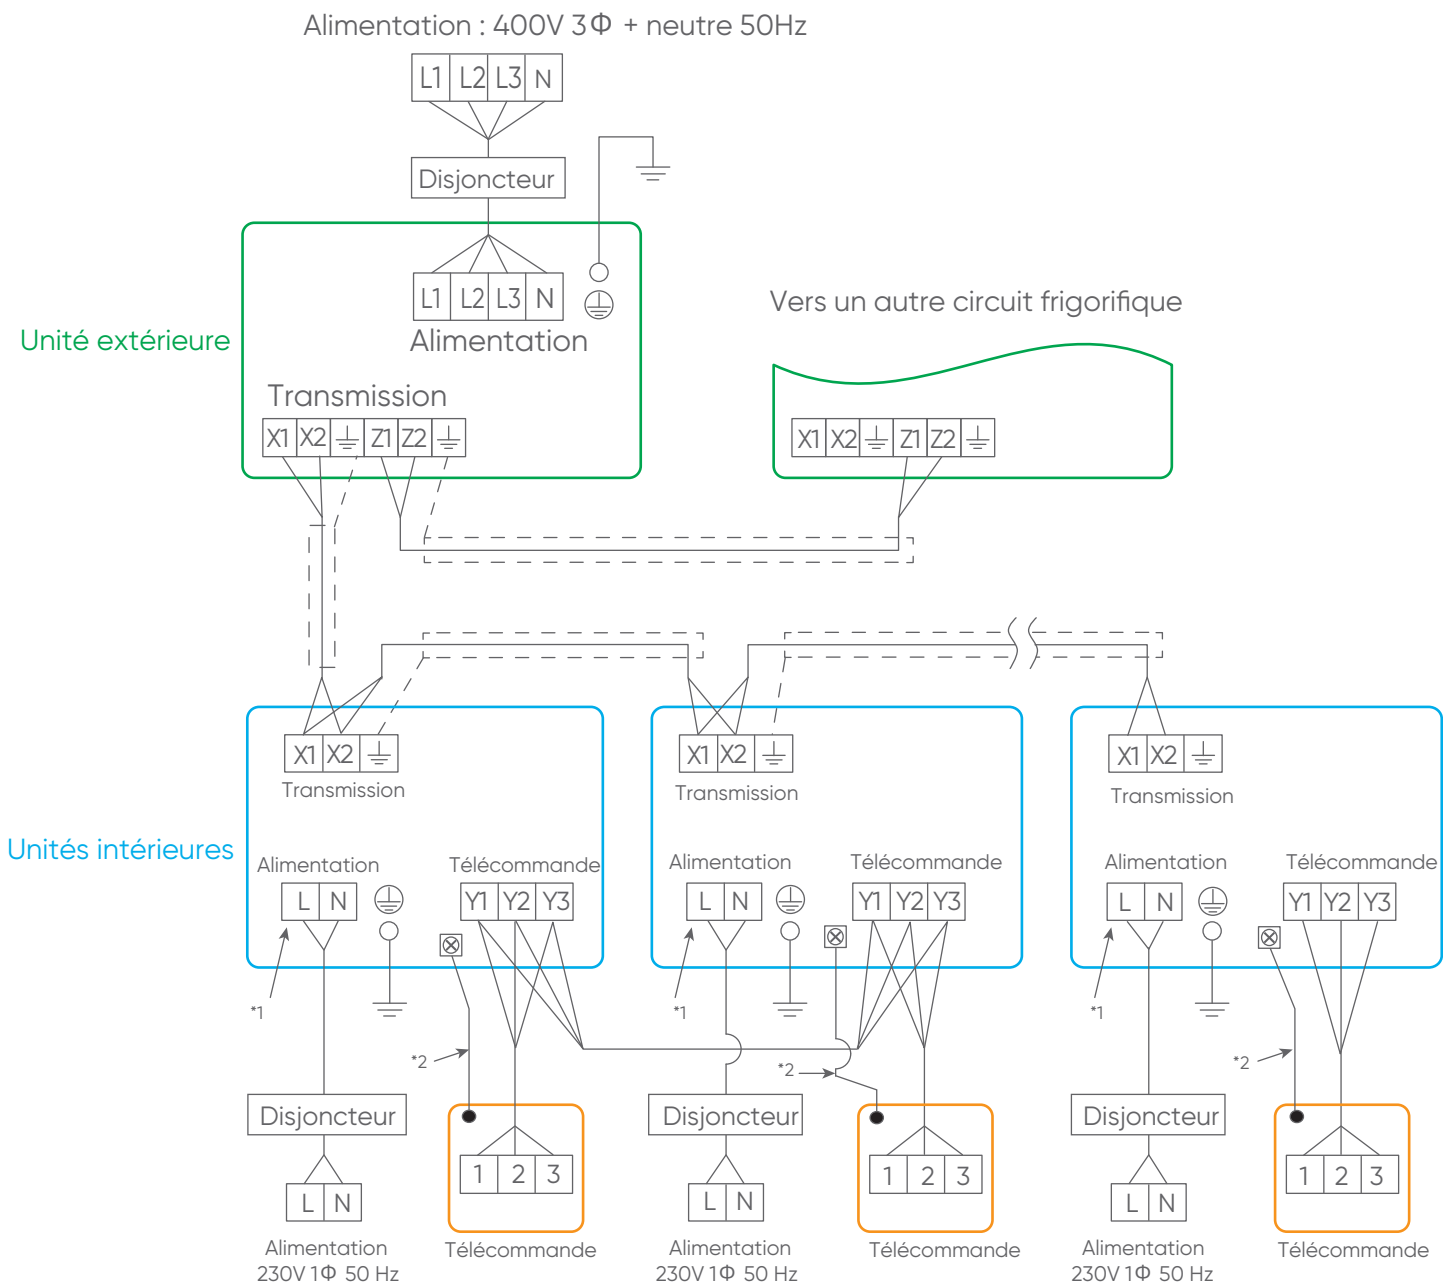 Alimentation : 400V 3Φ + neutre 50Hz
L1 L2 L3 N
Disjoncteur
L1 L2 L3 N
Alimentation
Unité extérieure
Transmission
X1 X2 Z1 Z2
Vers un autre circuit frigorifique
X1 X2 Z1 Z2
X1 X2
Transmission
X1 X2
Transmission
X1 X2
Transmission
Unités intérieures
Alimentation
Télécommande
L N
Y1 Y2 Y3
*1
*2
Alimentation
Télécommande
L N
Y1 Y2 Y3
*1
*2
Alimentation
Télécommande
L N
Y1 Y2 Y3
*1
*2
Disjoncteur
L N
Alimentation
230V 1Φ 50 Hz
1 2 3
Télécommande
Disjoncteur
L N
Alimentation
230V 1Φ 50 Hz
1 2 3
Télécommande
Disjoncteur
L N
Alimentation
230V 1Φ 50 Hz
1 2 3
Télécommande